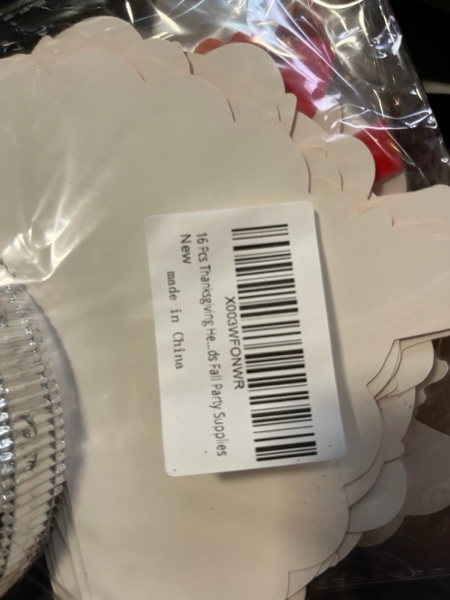 X003WFONWR
16 Pcs Thanksgiving He...ds Fall Party Supplies
New
made in China